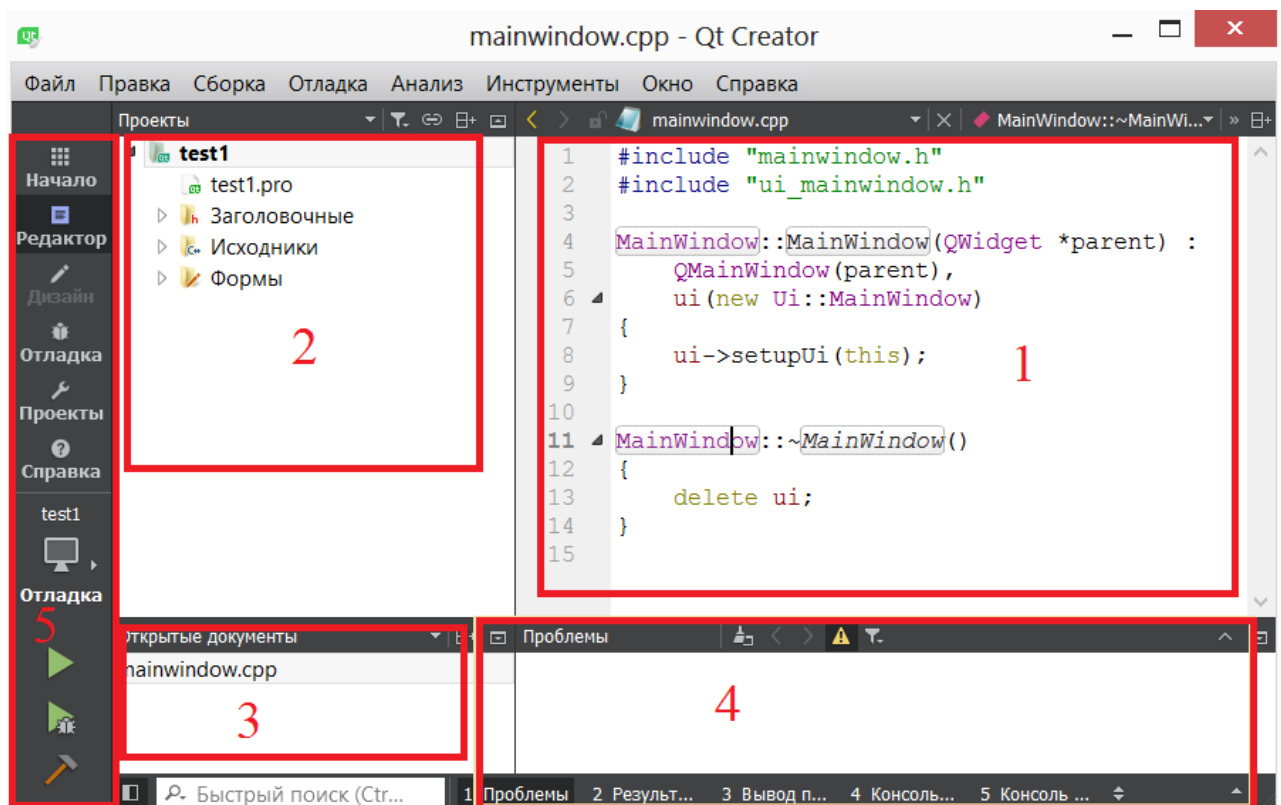 mainwindow.cpp - Qt Creator
Файл Правка Сборка Отладка Анализ Инструменты Окно Справка
Проекты
mainwindow.cpp
MainWindow::~MainWi...
Начало
Редактор
Дизайн
Отладка
Проекты
Справка
test1
Отладка
5
test1
test1.pro
Заголовочные
Исходники
Формы
2
1 #include "mainwindow.h"
2 #include "ui_mainwindow.h"
3
4 MainWindow::MainWindow(QWidget *parent) :
5 QMainWindow(parent),
6 ui(new Ui::MainWindow)
7 {
8 ui->setupUi(this);
9 }
10
11 MainWindow::~MainWindow()
12 {
13 delete ui;
14 }
15
1
Открытые документы
mainwindow.cpp
3
Проблемы
4
Быстрый поиск (Ctr...
1 Проблемы 2 Результ... 3 Вывод п... 4 Консоль... 5 Консоль ...